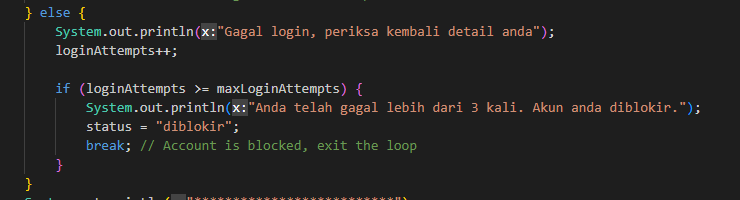 } else {
System.out.println(x:"Gagal login, periksa kembali detail anda");
loginAttempts++;
if (loginAttempts >= maxLoginAttempts) {
System.out.println(x:"Anda telah gagal lebih dari 3 kali. Akun anda diblokir.");
status = "diblokir";
break; // Account is blocked, exit the loop
}
}